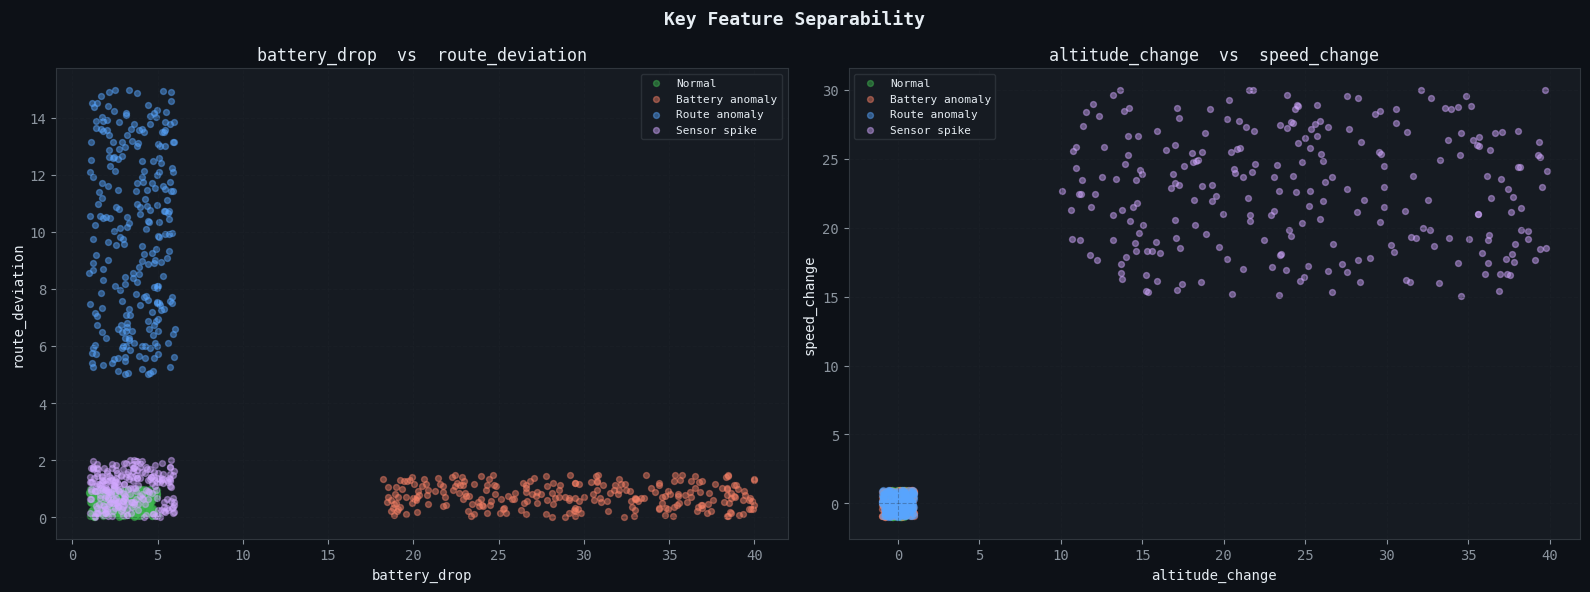 Key Feature Separability
battery_drop vs route_deviation
Normal
Battery anomaly
Route anomaly
Sensor spike
route_deviation
14
12
10
8
6
4
2
0
0 5 10 15 20 25 30 35 40
battery_drop
altitude_change vs speed_change
Normal
Battery anomaly
Route anomaly
Sensor spike
speed_change
30
25
20
15
10
5
0
0 5 10 15 20 25 30 35 40
altitude_change